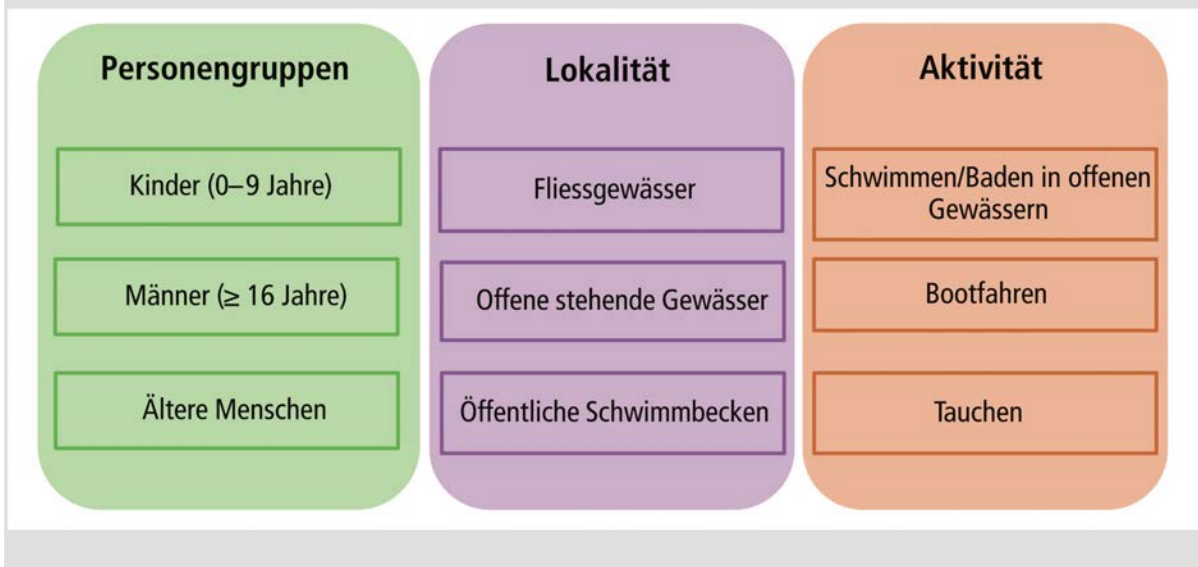 Personengruppen
Kinder (0–9 Jahre)
Männer (≥ 16 Jahre)
Ältere Menschen
Lokalität
Fliessgewässer
Offene stehende Gewässer
Öffentliche Schwimmbecken
Aktivität
Schwimmen/Baden in offenen
Gewässern
Bootfahren
Tauchen